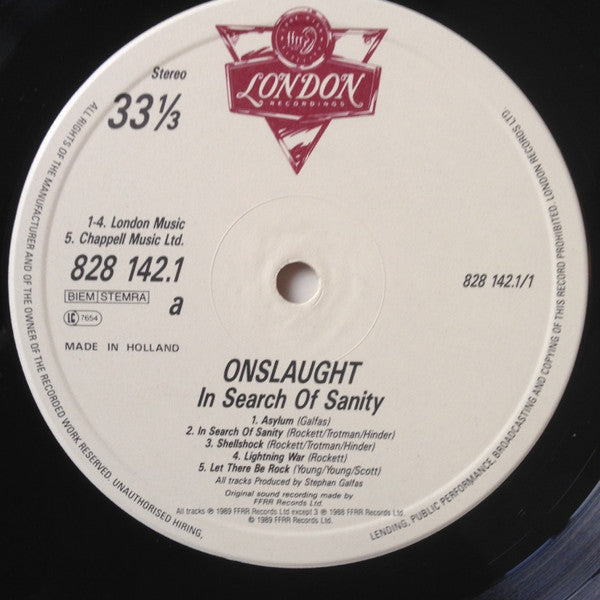 ffrr
LONDON
RECORDINGS
Stereo
33⅓
1-4. London Music
5. Chappell Music Ltd.
828 142.1
BIEM STEMRA
a
LC 7654
MADE IN HOLLAND
828 142.1/1
ONSLAUGHT
In Search Of Sanity
1. Asylum (Galfas)
2. In Search Of Sanity (Rockett/Trotman/Hinder)
3. Shellshock (Rockett/Trotman/Hinder)
4. Lightning War (Rockett)
5. Let There Be Rock (Young/Young/Scott)
All tracks Produced by Stephan Galfas
Original sound recording made by
FFRR Records Ltd.
All tracks ℗ 1989 FFRR Records Ltd except 3 ℗ 1988 FFRR Records Ltd.
© 1989 FFRR Records Ltd.
ALL RIGHTS OF THE MANUFACTURER AND OF THE OWNER OF THE RECORDED WORK RESERVED. UNAUTHORISED HIRING, LENDING, PUBLIC PERFORMANCE, BROADCASTING AND COPYING OF THIS RECORD PROHIBITED. LONDON RECORDS LTD.